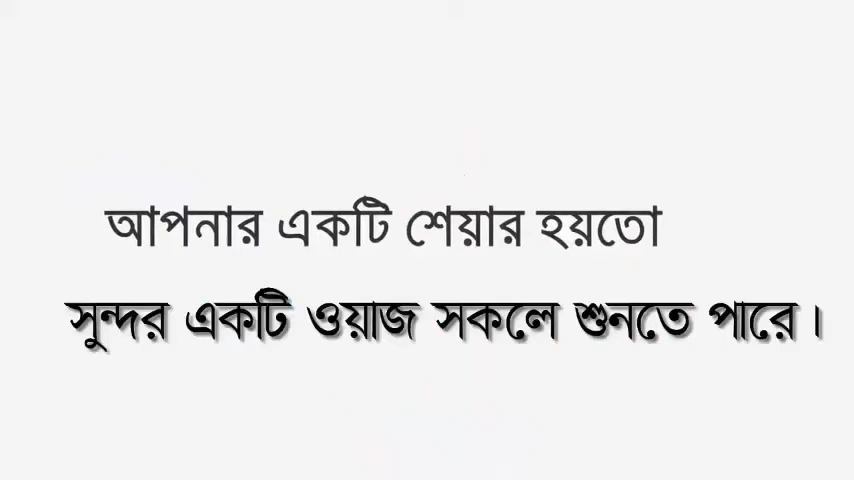 আপনার একটি শেয়ার হয়তো
সুন্দর একটি ওয়াজ সকলে শুনতে পারে।